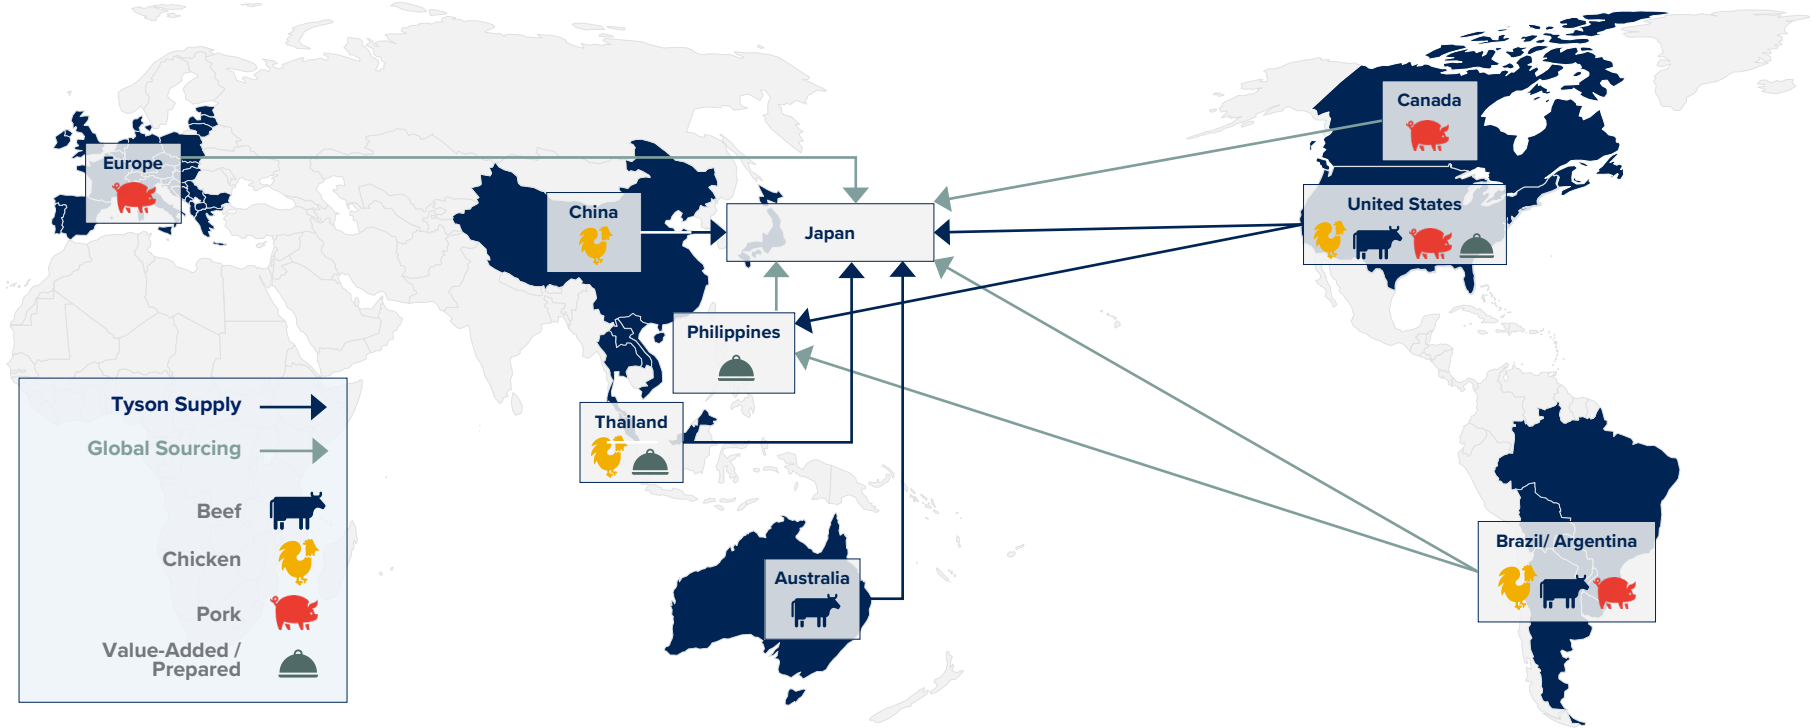 Canada
Europe
United States
China
Japan
Philippines
Thailand
Tyson Supply
Global Sourcing
Beef
Chicken
Pork
Value-Added /
Prepared
Brazil/ Argentina
Australia